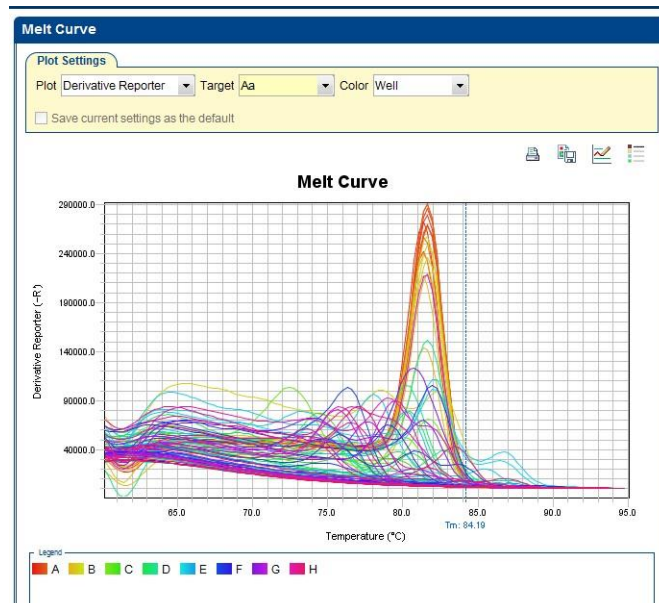 Melt Curve
Plot Settings
Plot Derivative Reporter Target Aa Color Well
Save current settings as the default
Melt Curve
290000.0
240000.0
190000.0
140000.0
90000.0
40000.0
Derivative Reporter (-R')
65.0 70.0 75.0 80.0 85.0 90.0 95.0
Tm: 84.19
Temperature (°C)
Legend
A B C D E F G H